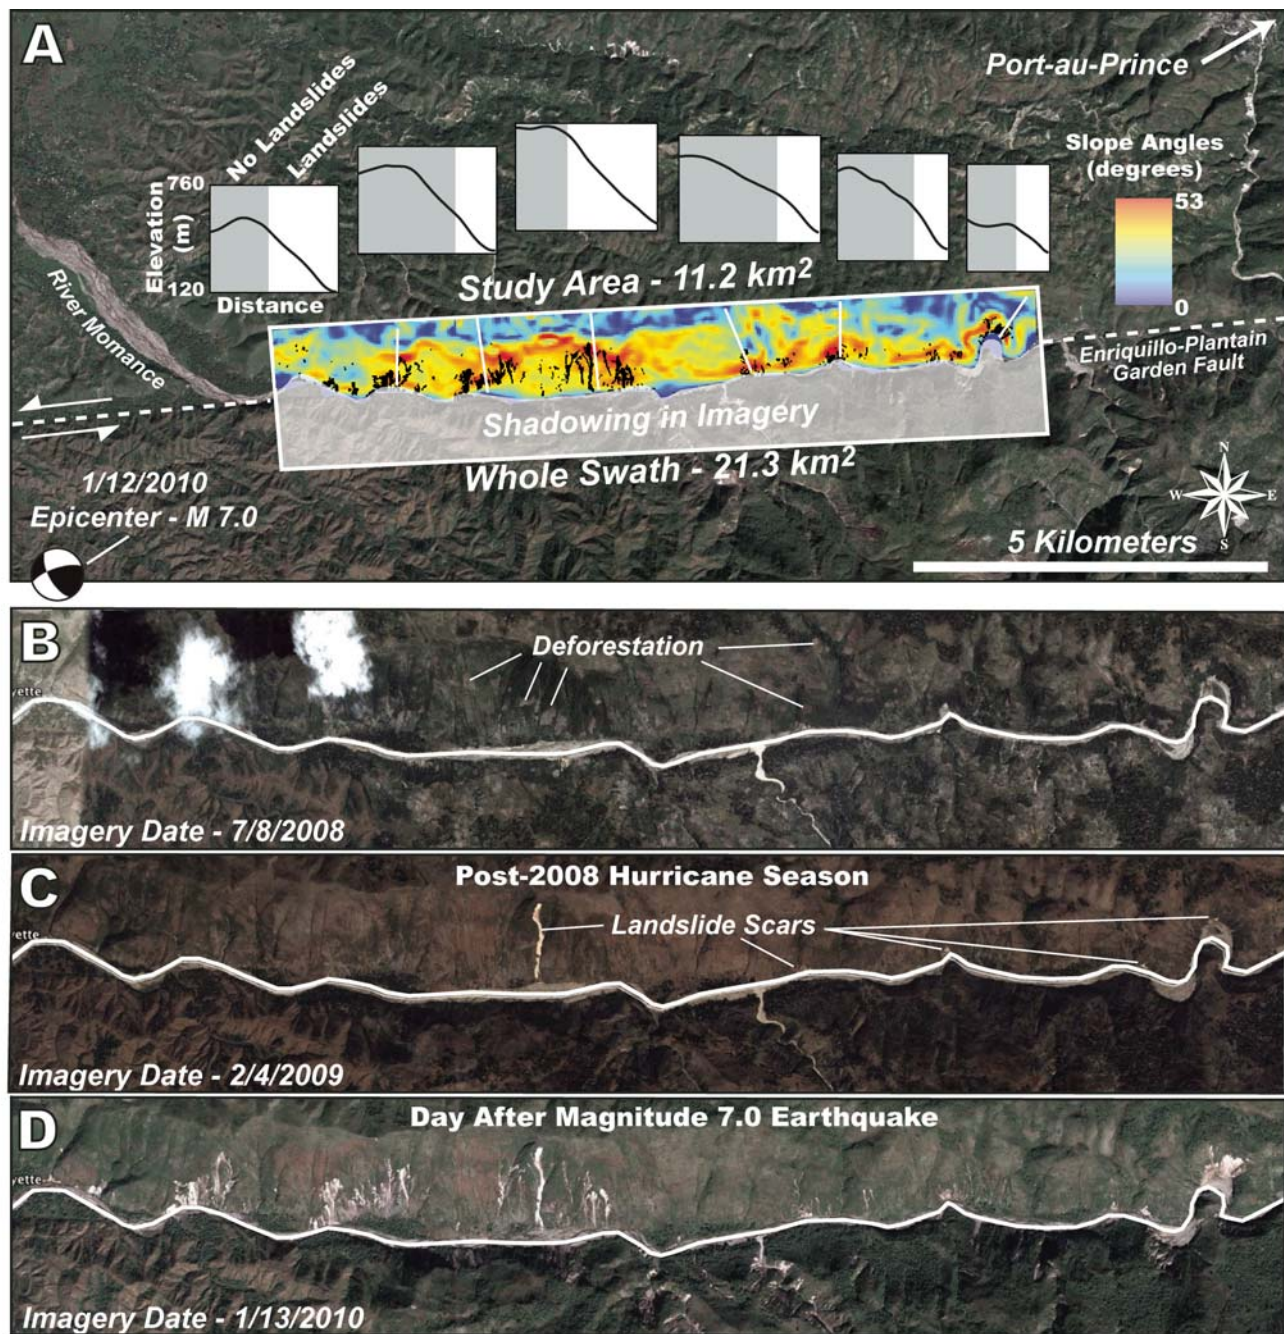 A
Port-au-Prince
No Landslides
Landslides
Slope Angles
(degrees)
53
0
760
Elevation
(m)
120
Distance
River Momance
Study Area - 11.2 km²
Enriquillo-Plantain
Garden Fault
Shadowing in Imagery
Whole Swath - 21.3 km²
1/12/2010
Epicenter - M 7.0
N
W
E
S
5 Kilometers
B
Deforestation
yette
Imagery Date - 7/8/2008
C
Post-2008 Hurricane Season
Landslide Scars
yette
Imagery Date - 2/4/2009
D
Day After Magnitude 7.0 Earthquake
yette
Imagery Date - 1/13/2010